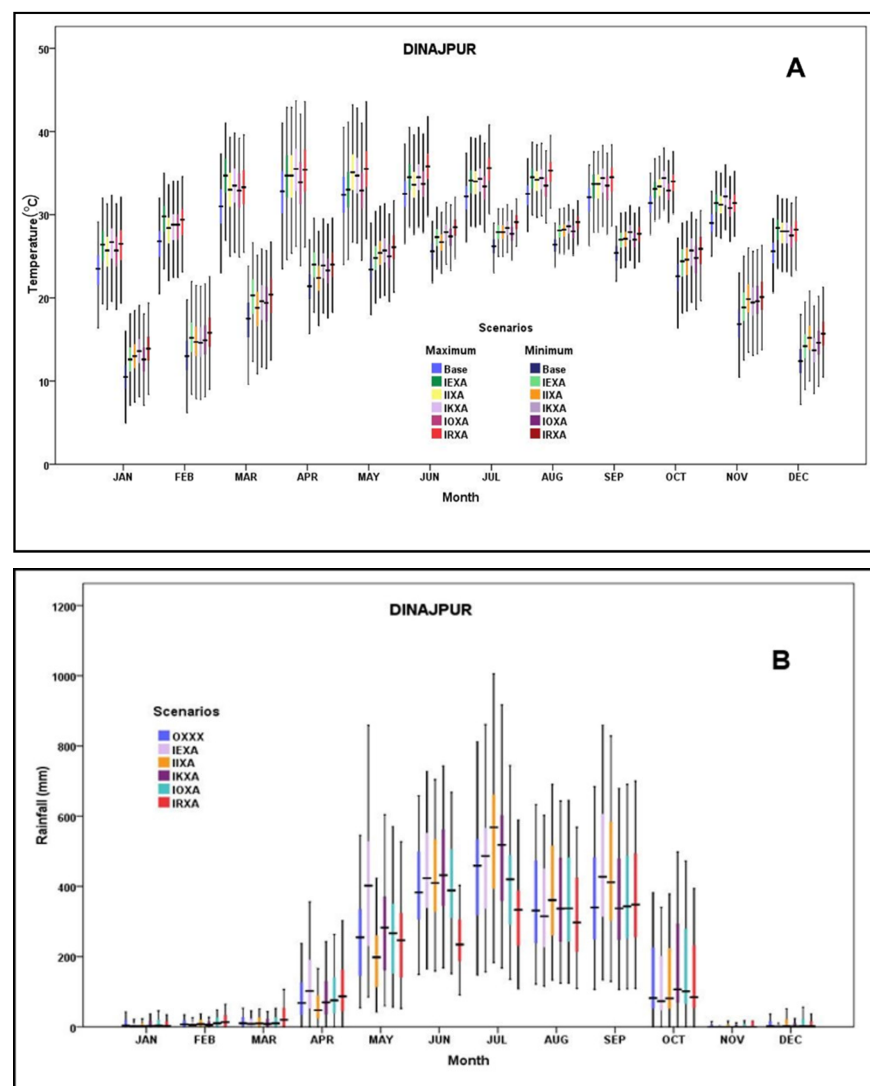 DINAJPUR
A
50
40
30
20
10
0
Temperature(°C)
Scenarios
Maximum Minimum
Base Base
IEXA IEXA
IIXA IIXA
IKXA IKXA
IOXA IOXA
IRXA IRXA
JAN FEB MAR APR MAY JUN JUL AUG SEP OCT NOV DEC
Month
DINAJPUR
B
1200
1000
800
600
400
200
0
Rainfall (mm)
Scenarios
OXXX
IEXA
IIXA
IKXA
IOXA
IRXA
JAN FEB MAR APR MAY JUN JUL AUG SEP OCT NOV DEC
Month